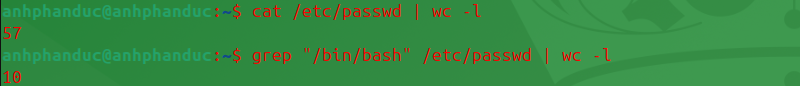 anhphanduc@anhphanduc:~$ cat /etc/passwd | wc -l
57
anhphanduc@anhphanduc:~$ grep "/bin/bash" /etc/passwd | wc -l
10